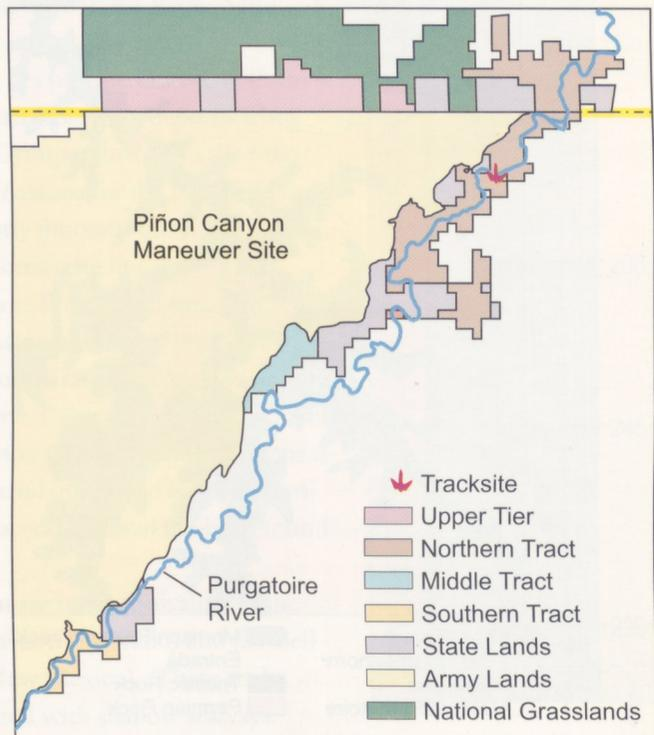 Piñon Canyon
Maneuver Site
Tracksite
Upper Tier
Northern Tract
Middle Tract
Southern Tract
State Lands
Army Lands
National Grasslands
Purgatoire
River